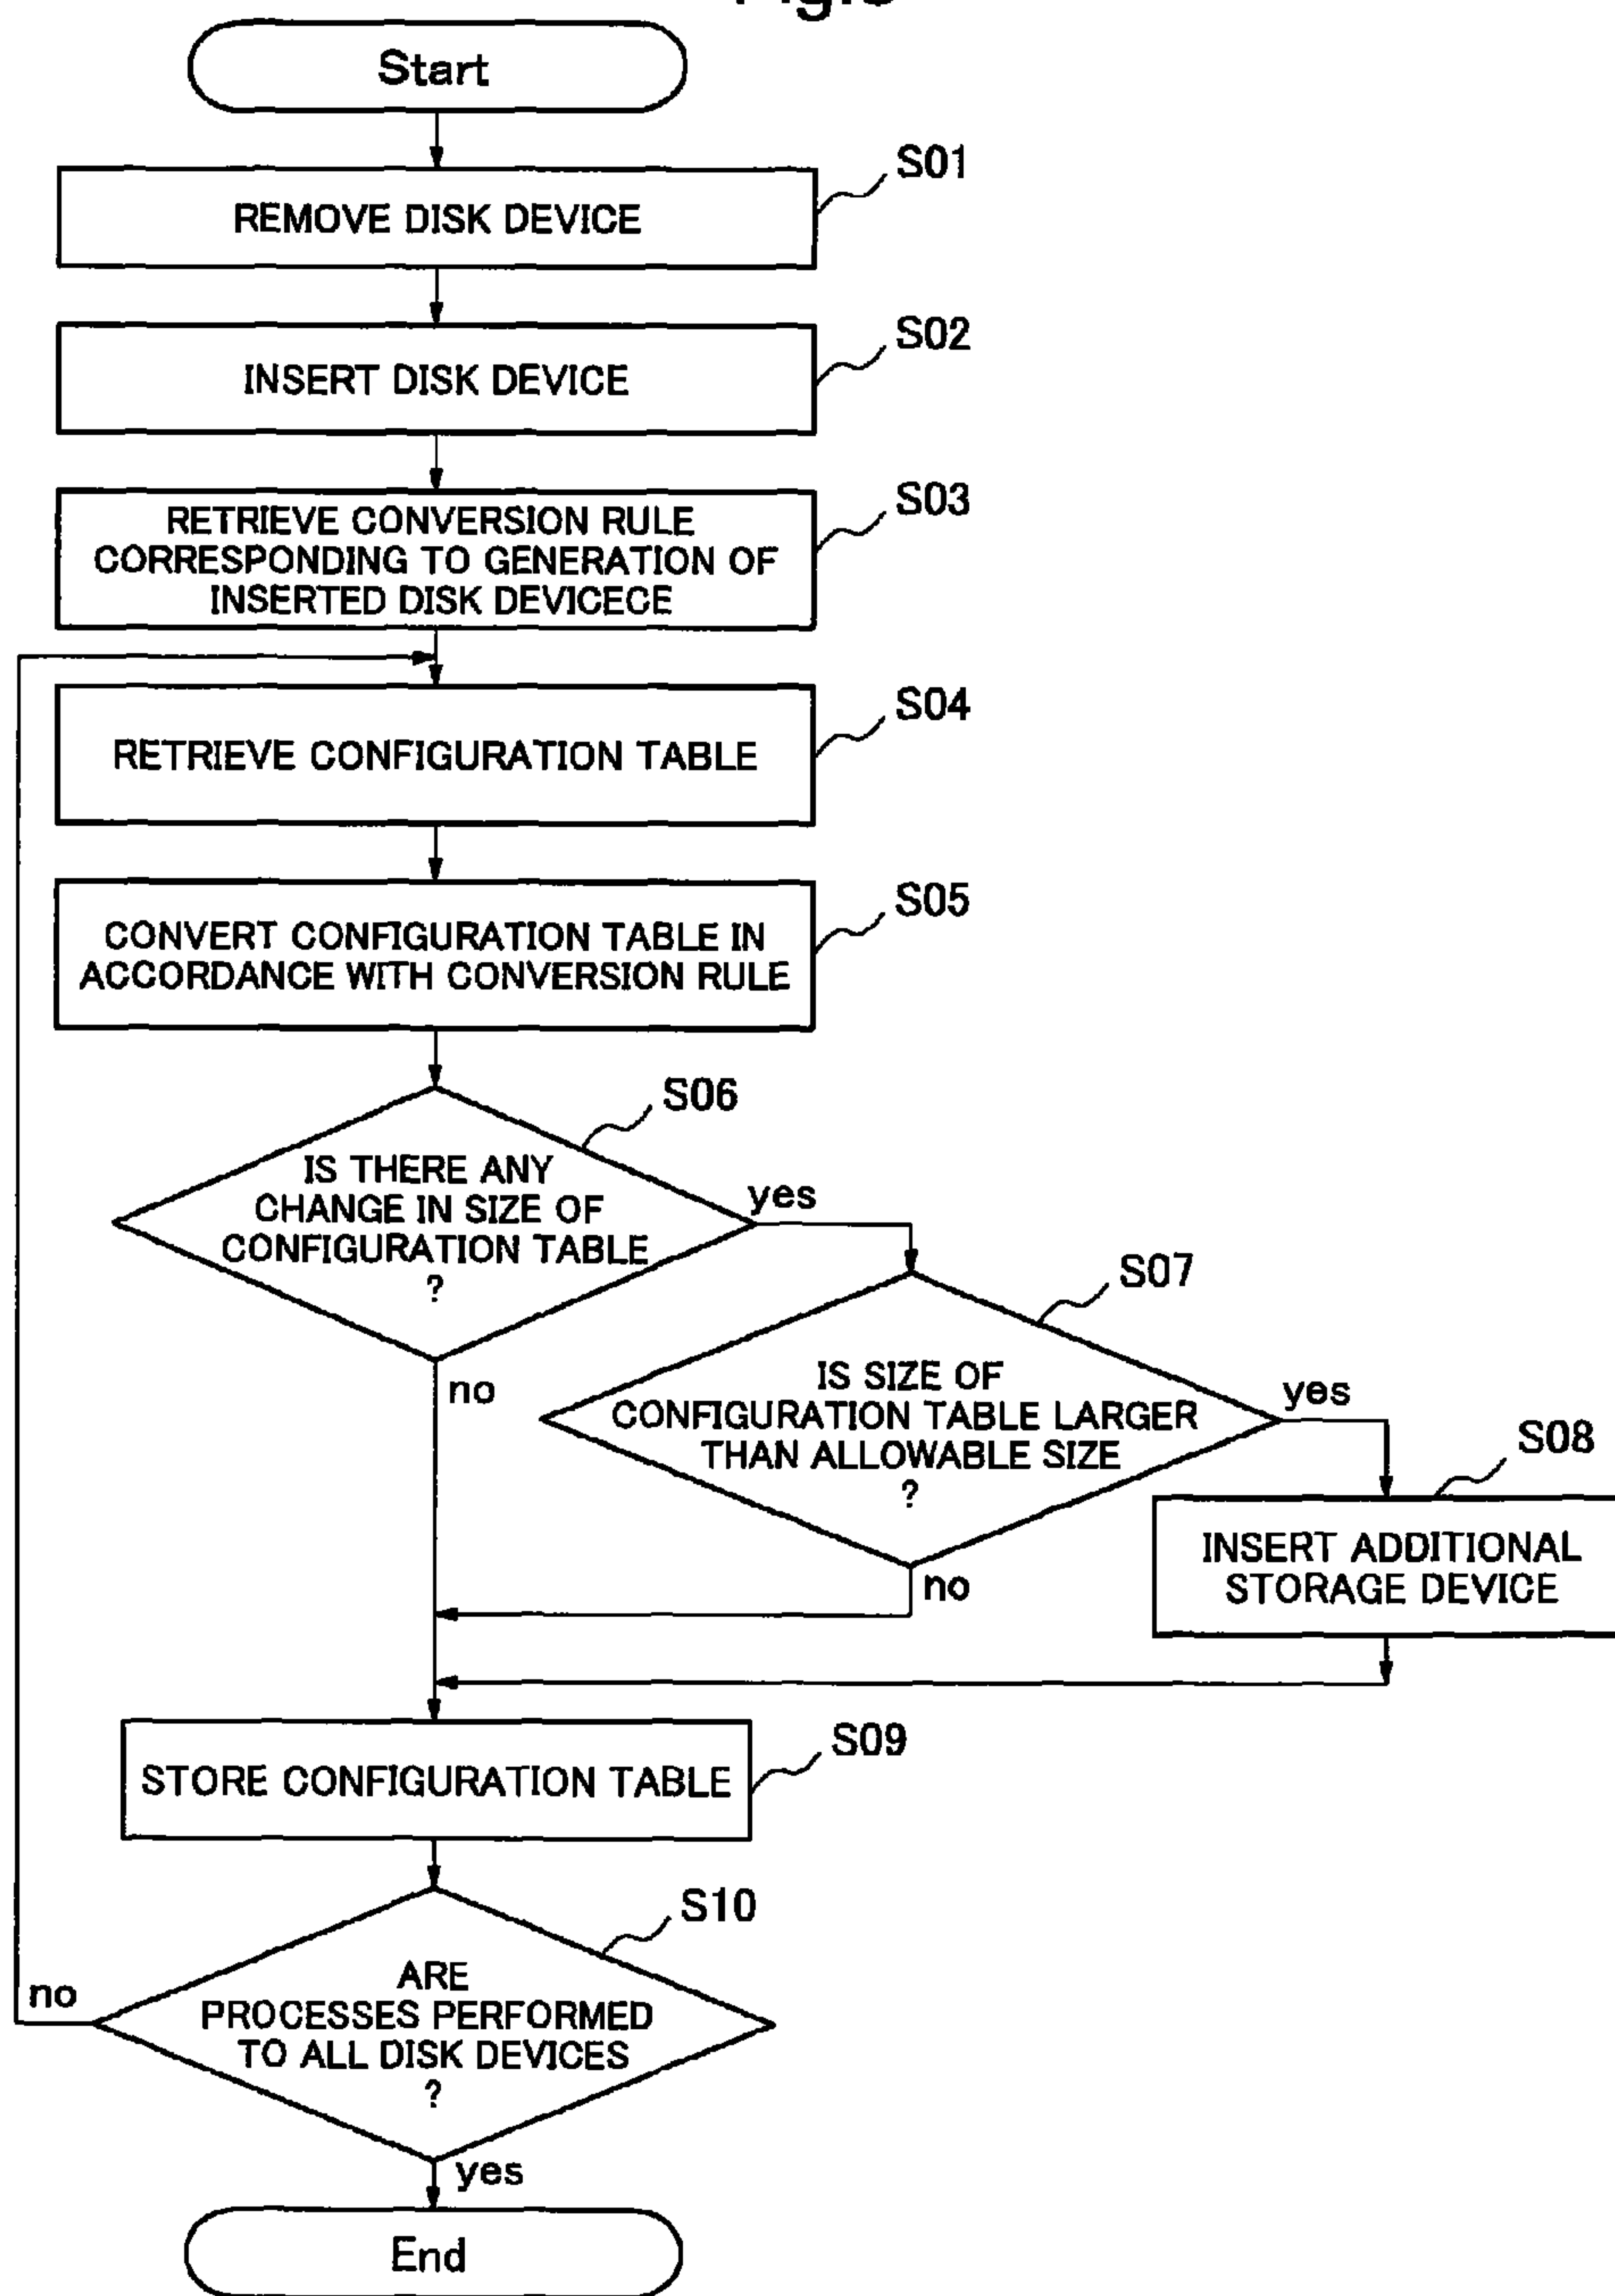 Start
S01
REMOVE DISK DEVICE
S02
INSERT DISK DEVICE
S03
RETRIEVE CONVERSION RULE
CORRESPONDING TO GENERATION OF
INSERTED DISK DEVICECE
S04
RETRIEVE CONFIGURATION TABLE
S05
CONVERT CONFIGURATION TABLE IN
ACCORDANCE WITH CONVERSION RULE
S06
IS THERE ANY
CHANGE IN SIZE OF
CONFIGURATION TABLE
?
yes
no
S07
IS SIZE OF
CONFIGURATION TABLE LARGER
THAN ALLOWABLE SIZE
?
yes
no
S08
INSERT ADDITIONAL
STORAGE DEVICE
S09
STORE CONFIGURATION TABLE
S10
ARE
PROCESSES PERFORMED
TO ALL DISK DEVICES
?
no
yes
End